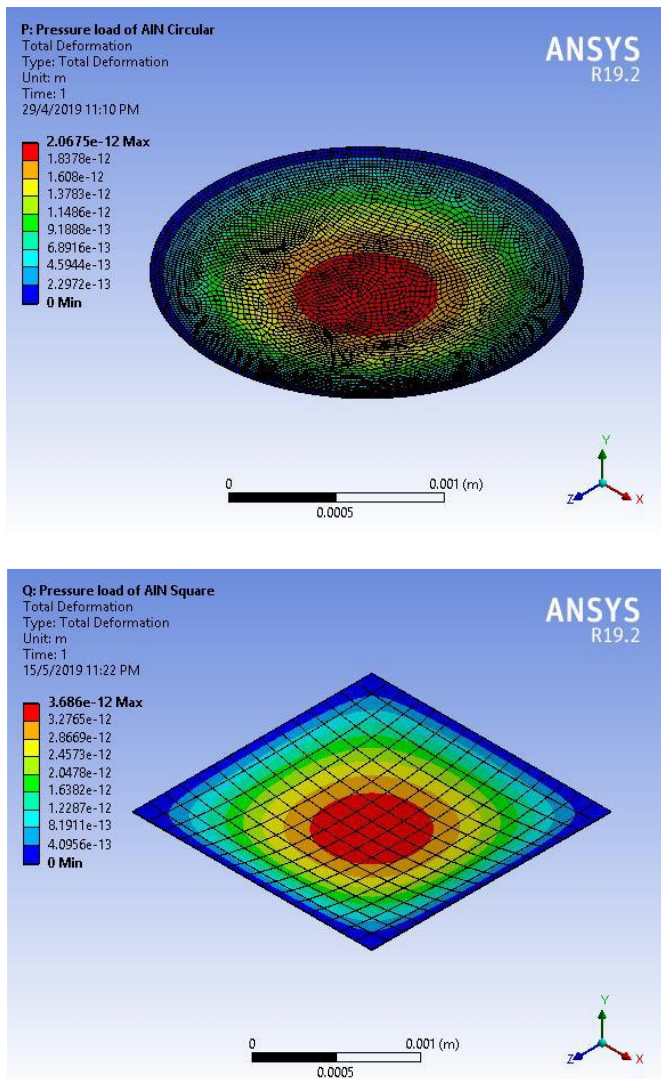 P: Pressure load of AlN Circular
Total Deformation
Type: Total Deformation
Unit: m
Time: 1
29/4/2019 11:10 PM
ANSYS
R19.2
2.0675e-12 Max
1.8378e-12
1.608e-12
1.3783e-12
1.1486e-12
9.1888e-13
6.8916e-13
4.5944e-13
2.2972e-13
0 Min
0 0.001 (m)
0.0005
Y
Z X
Q: Pressure load of AlN Square
Total Deformation
Type: Total Deformation
Unit: m
Time: 1
15/5/2019 11:22 PM
ANSYS
R19.2
3.686e-12 Max
3.2765e-12
2.8669e-12
2.4573e-12
2.0478e-12
1.6382e-12
1.2287e-12
8.1911e-13
4.0956e-13
0 Min
0 0.001 (m)
0.0005
Y
Z X